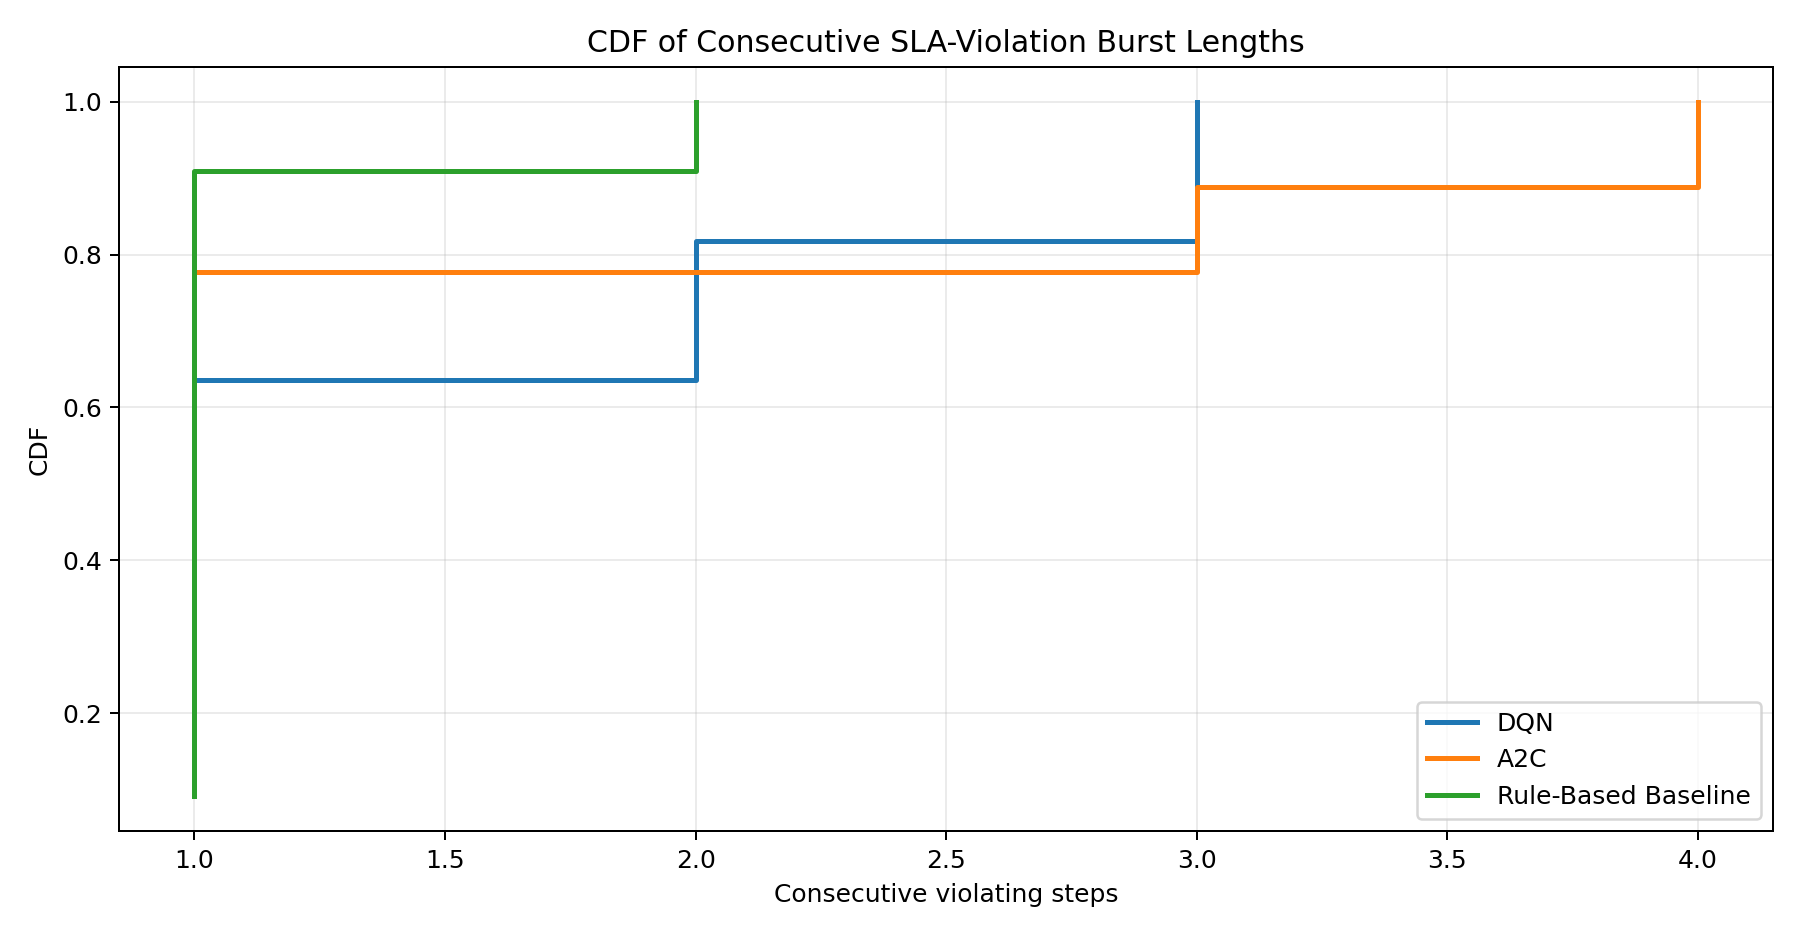 CDF of Consecutive SLA-Violation Burst Lengths
CDF
1.0
0.8
0.6
0.4
0.2
1.0 1.5 2.0 2.5 3.0 3.5 4.0
Consecutive violating steps
DQN
A2C
Rule-Based Baseline